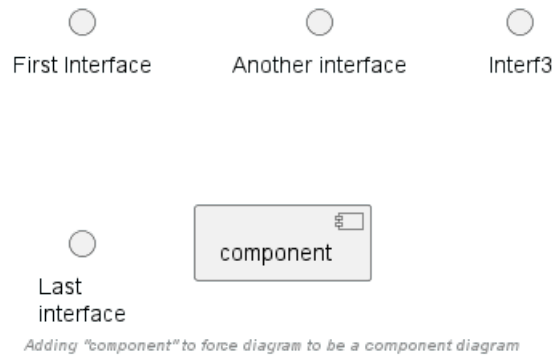 First Interface
Another interface
Interf3
component
Last
interface
Adding "component" to force diagram to be a component diagram